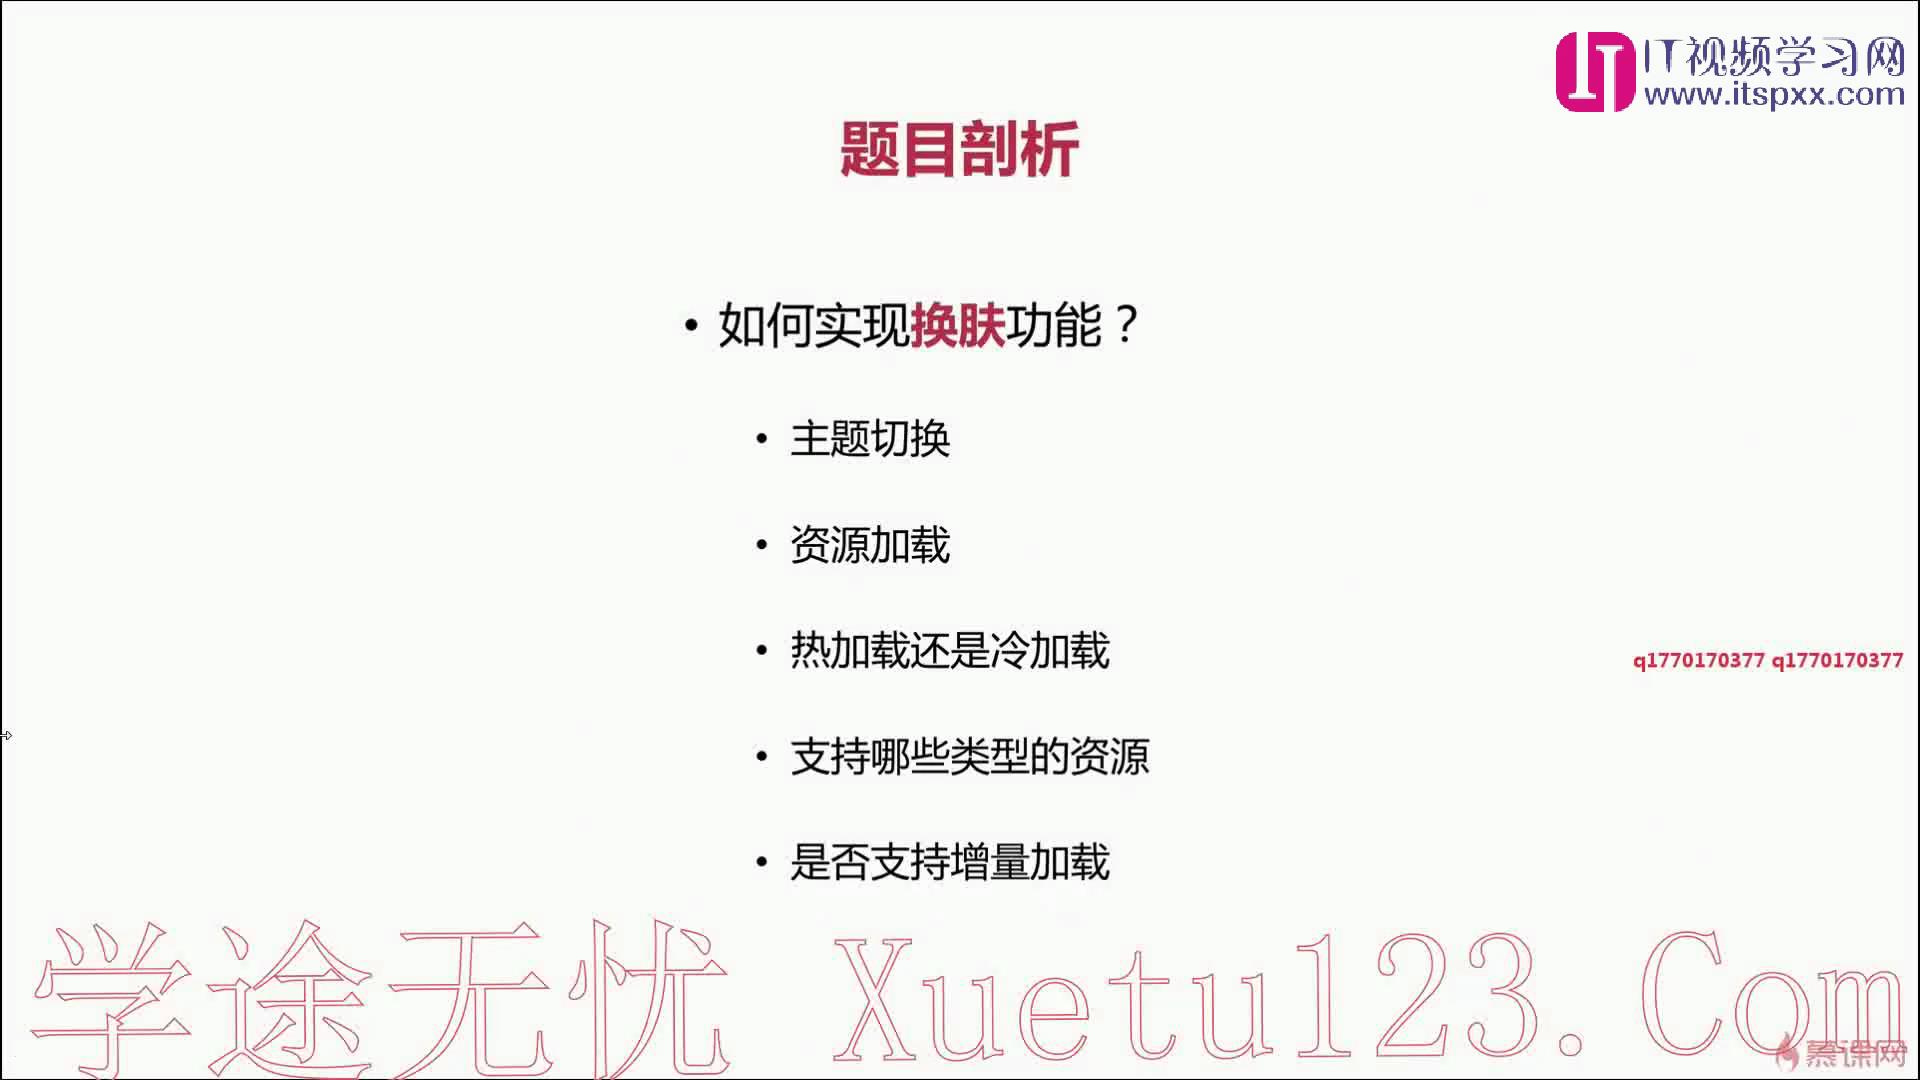 IT视频学习网
www.itspxx.com
题目剖析
• 如何实现换肤功能？
• 主题切换
• 资源加载
• 热加载还是冷加载
q1770170377 q1770170377
• 支持哪些类型的资源
• 是否支持增量加载
学途无忧 Xuetu123.Com
慕课网